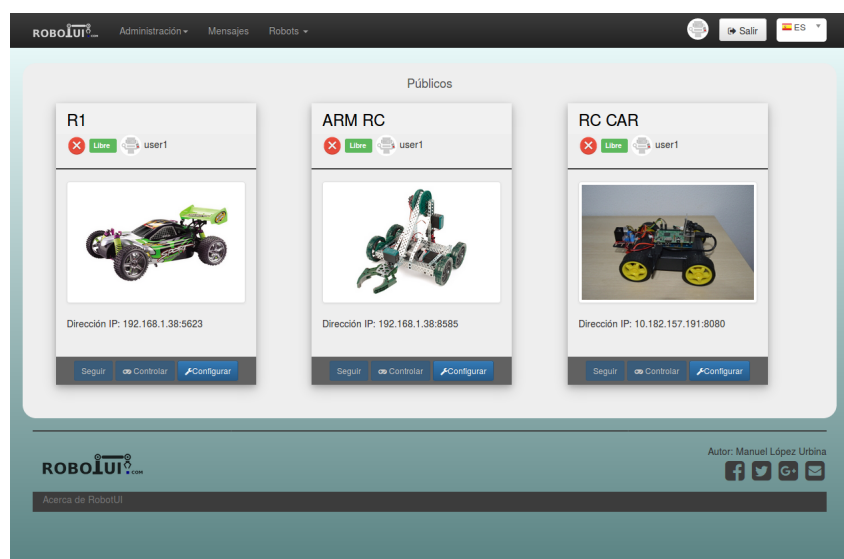 ROBOTUI.COM Administración Mensajes Robots Salir ES
Públicos
R1
Libre user1
Dirección IP: 192.168.1.38:5623
Seguir Controlar Configurar
ARM RC
Libre user1
Dirección IP: 192.168.1.38:8585
Seguir Controlar Configurar
RC CAR
Libre user1
Dirección IP: 10.182.157.191:8080
Seguir Controlar Configurar
ROBOTUI.COM
Autor: Manuel López Urbina
Acerca de RobotUI